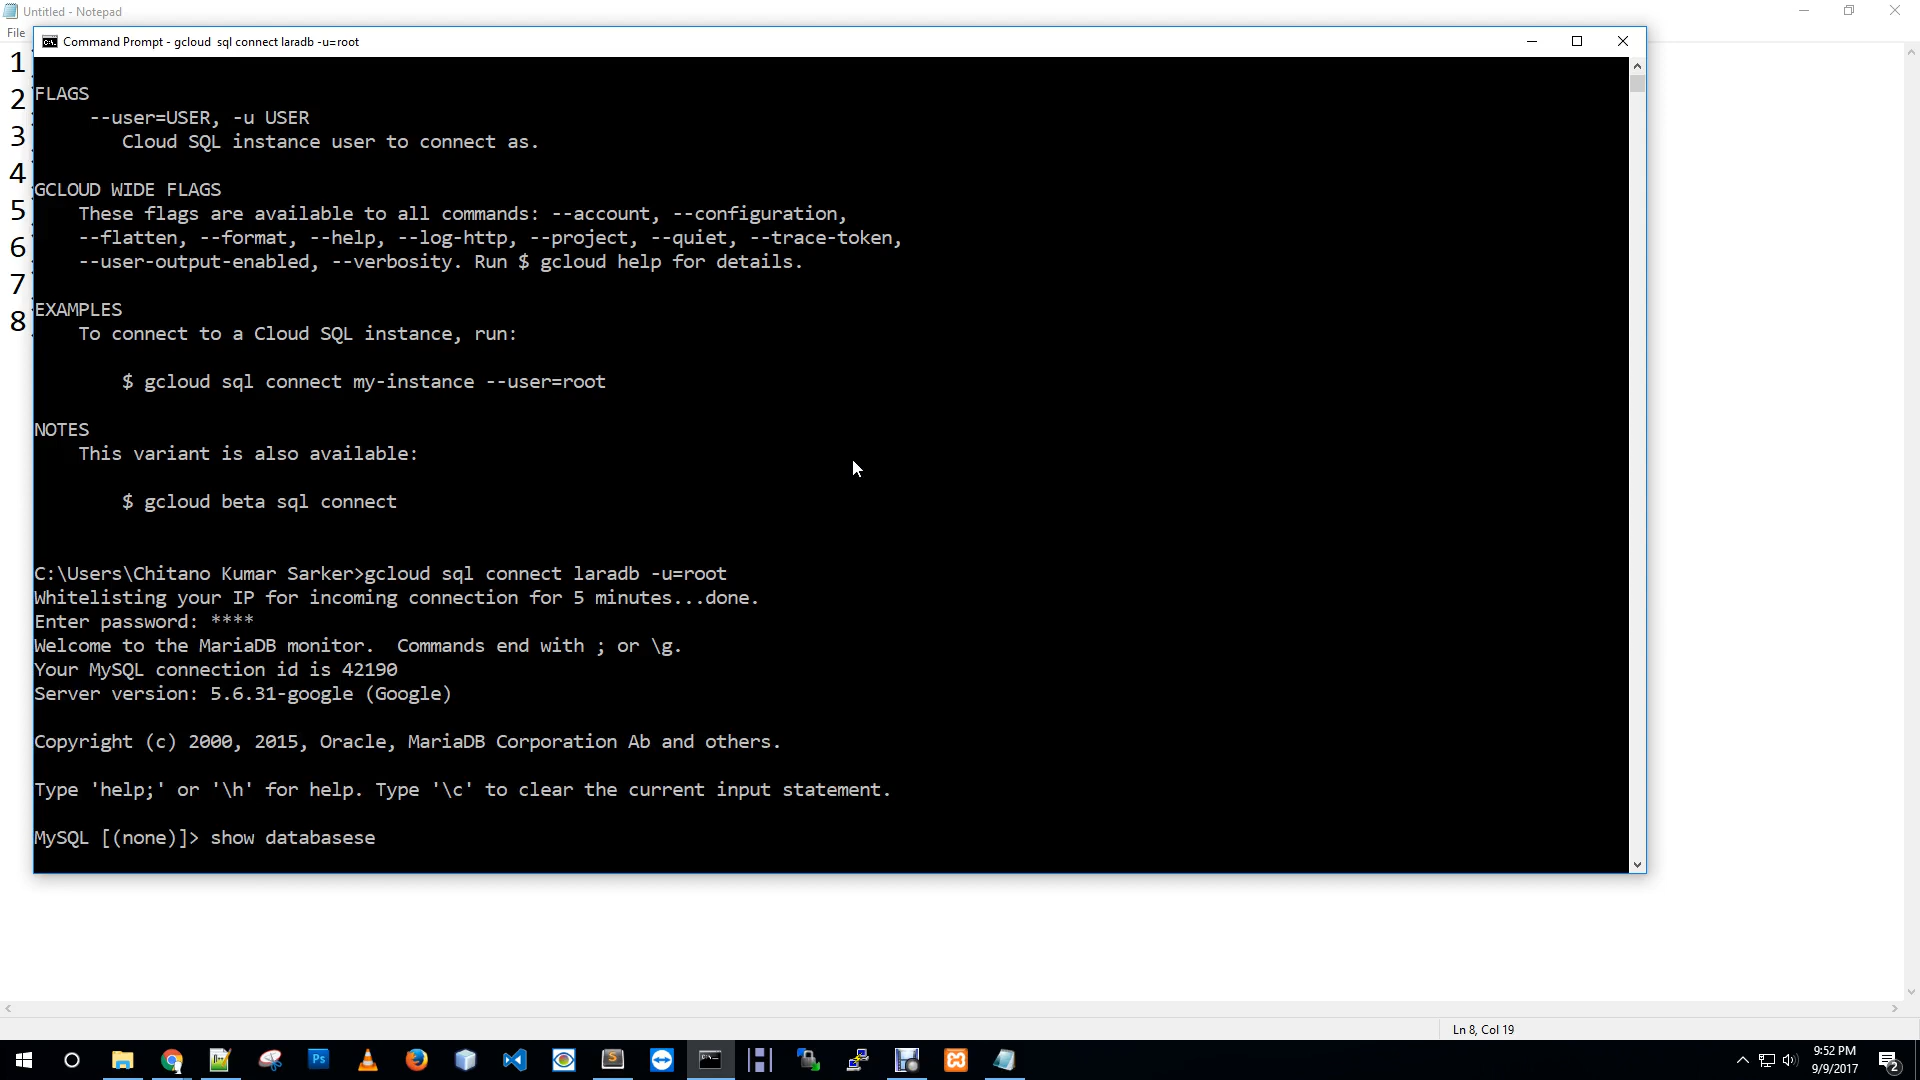 Untitled - Notepad
File
Command Prompt - gcloud  sql connect laradb -u=root
1
2
3
4
5
6
7
8
FLAGS
--user=USER, -u USER
Cloud SQL instance user to connect as.
GCLOUD WIDE FLAGS
These flags are available to all commands: --account, --configuration,
--flatten, --format, --help, --log-http, --project, --quiet, --trace-token,
--user-output-enabled, --verbosity. Run $ gcloud help for details.
EXAMPLES
To connect to a Cloud SQL instance, run:
$ gcloud sql connect my-instance --user=root
NOTES
This variant is also available:
$ gcloud beta sql connect
C:\Users\Chitano Kumar Sarker>gcloud sql connect laradb -u=root
Whitelisting your IP for incoming connection for 5 minutes...done.
Enter password: ****
Welcome to the MariaDB monitor.  Commands end with ; or \g.
Your MySQL connection id is 42190
Server version: 5.6.31-google (Google)
Copyright (c) 2000, 2015, Oracle, MariaDB Corporation Ab and others.
Type 'help;' or '\h' for help. Type '\c' to clear the current input statement.
MySQL [(none)]> show databasese
Ln 8, Col 19
Ps
9:52 PM
9/9/2017
2